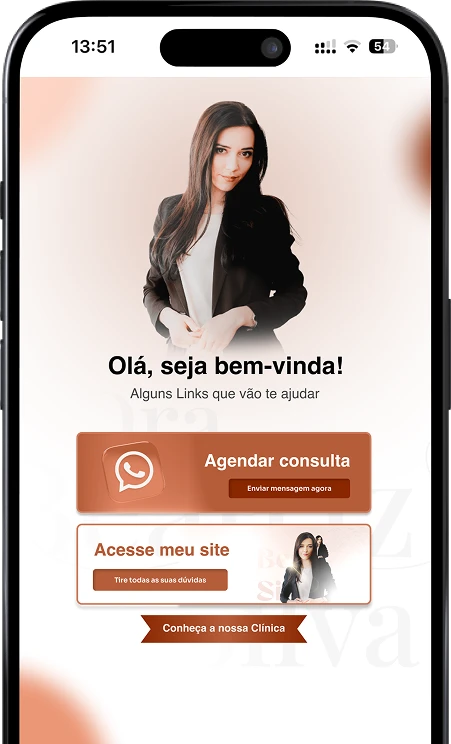 13:51
54
Olá, seja bem-vinda!
Alguns Links que vão te ajudar
Dra
Agendar consulta
Enviar mensagem agora
Acesse meu site
Tire todas as suas dúvidas
Conheça a nossa Clínica